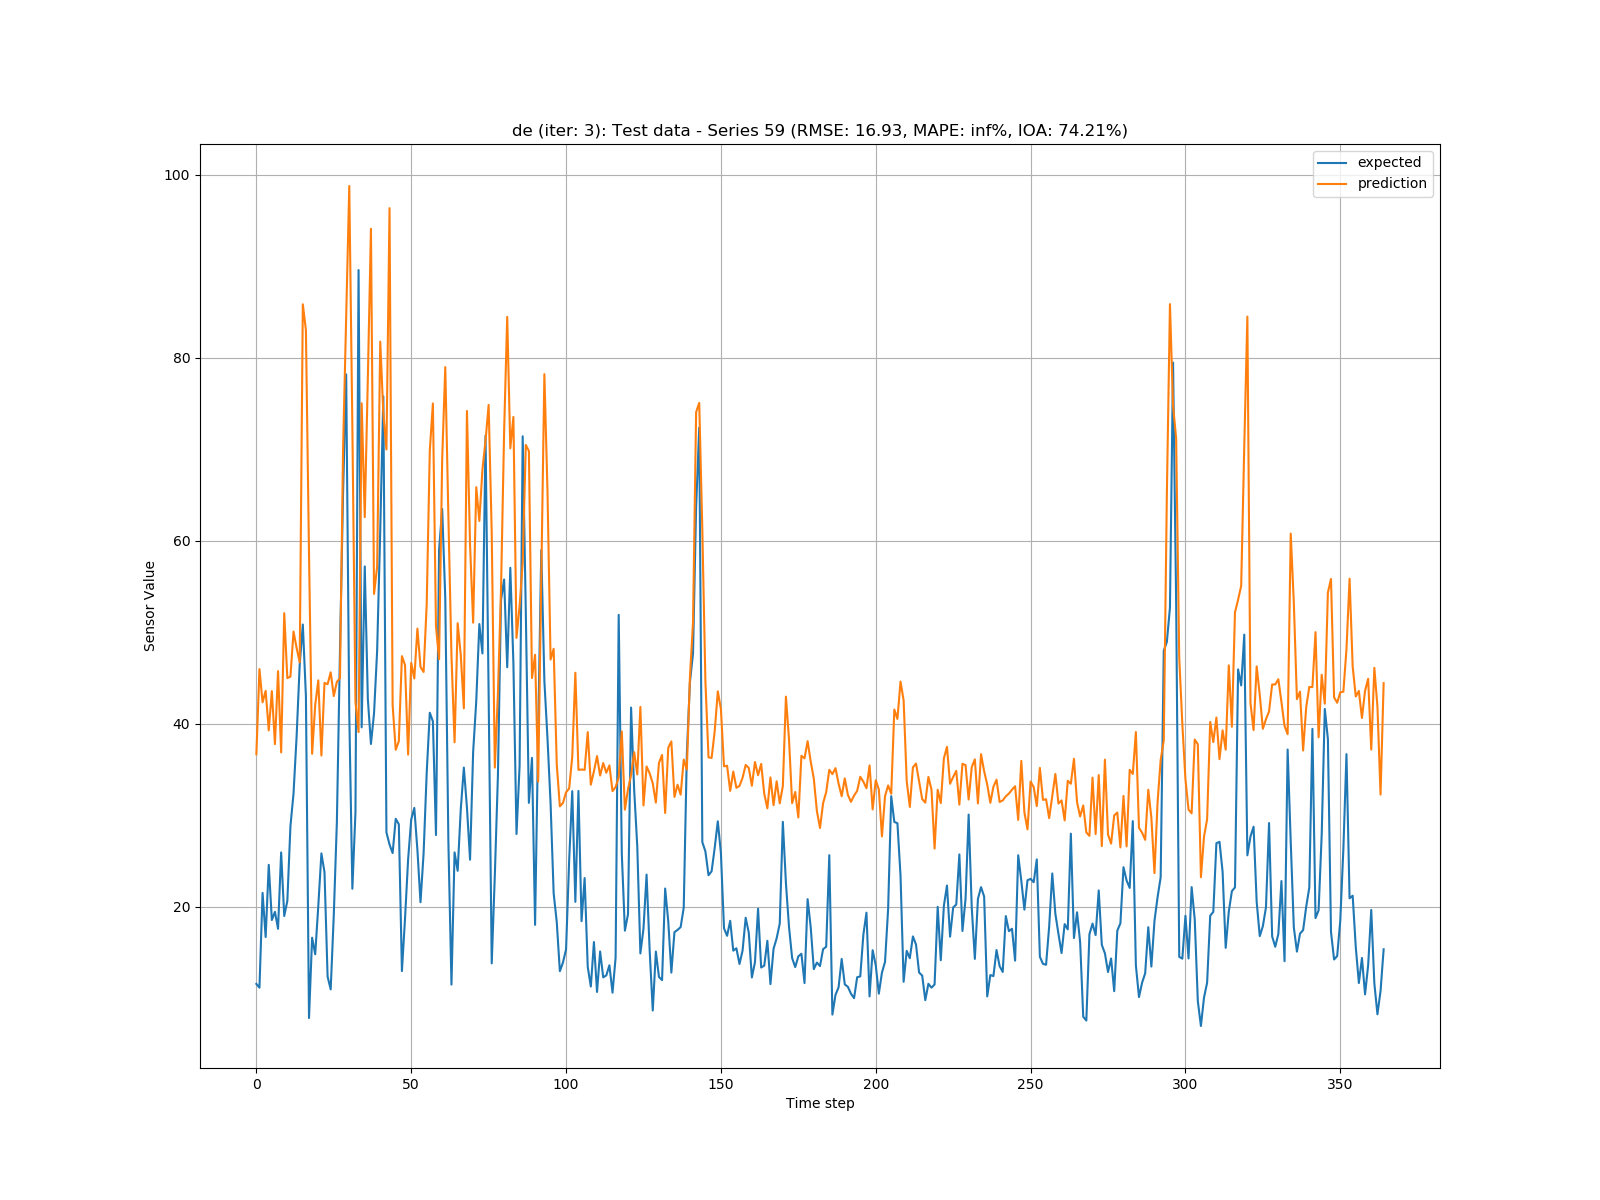 de (iter: 3): Test data - Series 59 (RMSE: 16.93, MAPE: inf%, IOA: 74.21%)
expected
prediction
100
80
60
40
20
Sensor Value
0
50
100
150
200
250
300
350
Time step